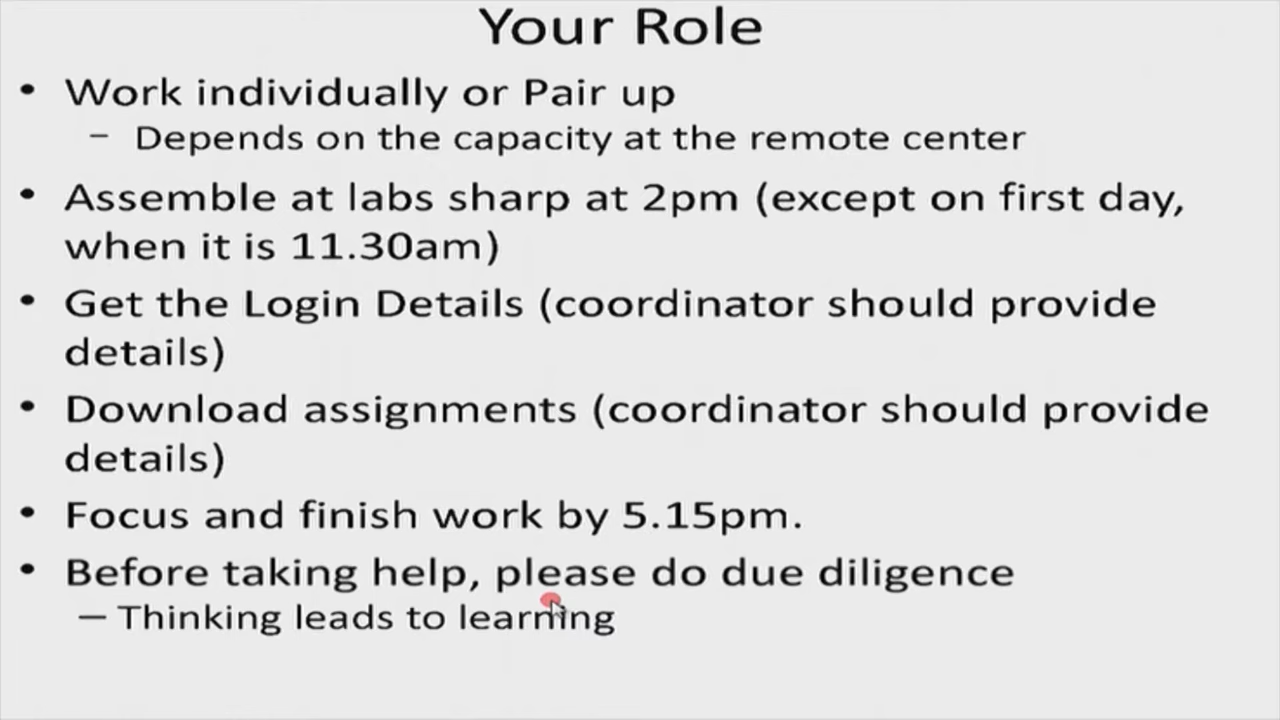 Your Role
• Work individually or Pair up
– Depends on the capacity at the remote center
• Assemble at labs sharp at 2pm (except on first day,
when it is 11.30am)
• Get the Login Details (coordinator should provide
details)
• Download assignments (coordinator should provide
details)
• Focus and finish work by 5.15pm.
• Before taking help, please do due diligence
– Thinking leads to learning